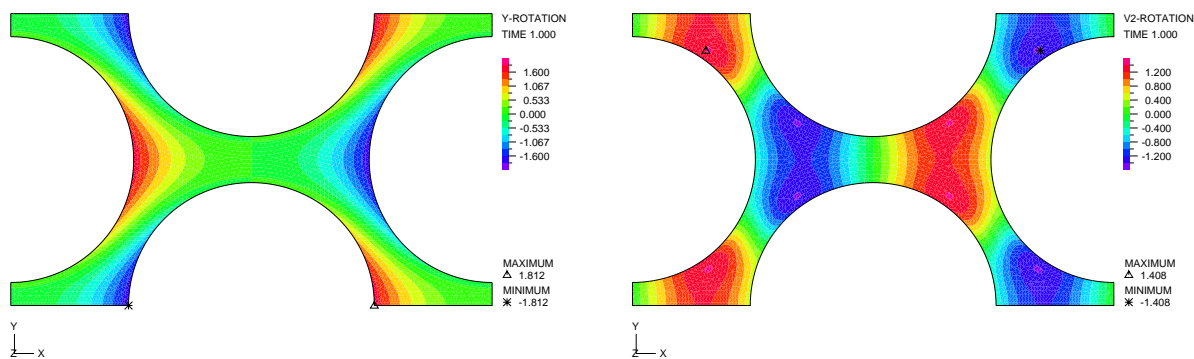 Y-ROTATION
TIME 1.000
1.600
1.067
0.533
0.000
-0.533
-1.067
-1.600
MAXIMUM
1.812
MINIMUM
-1.812
Y
Z X
V2-ROTATION
TIME 1.000
1.200
0.800
0.400
0.000
-0.400
-0.800
-1.200
MAXIMUM
1.408
MINIMUM
-1.408
Y
Z X